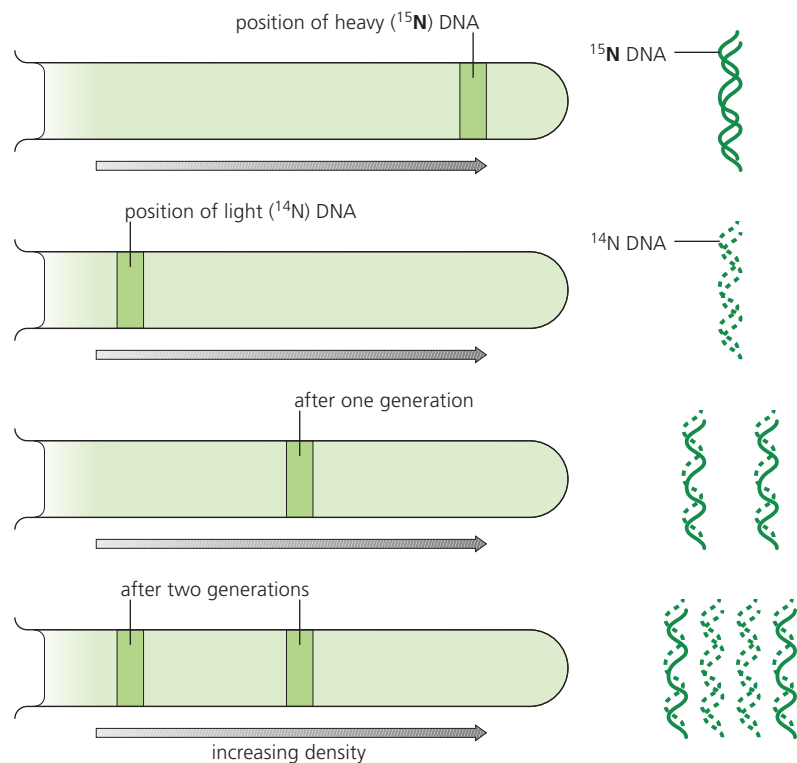 position of heavy (¹⁵N) DNA
¹⁵N DNA
position of light (¹⁴N) DNA
¹⁴N DNA
after one generation
after two generations
increasing density